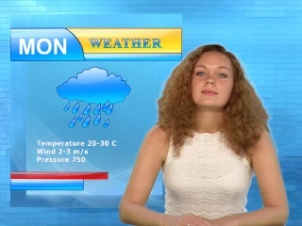 MON WEATHER
Temperature 20-30 C
Wind 2-3 m/a
Pressure 750